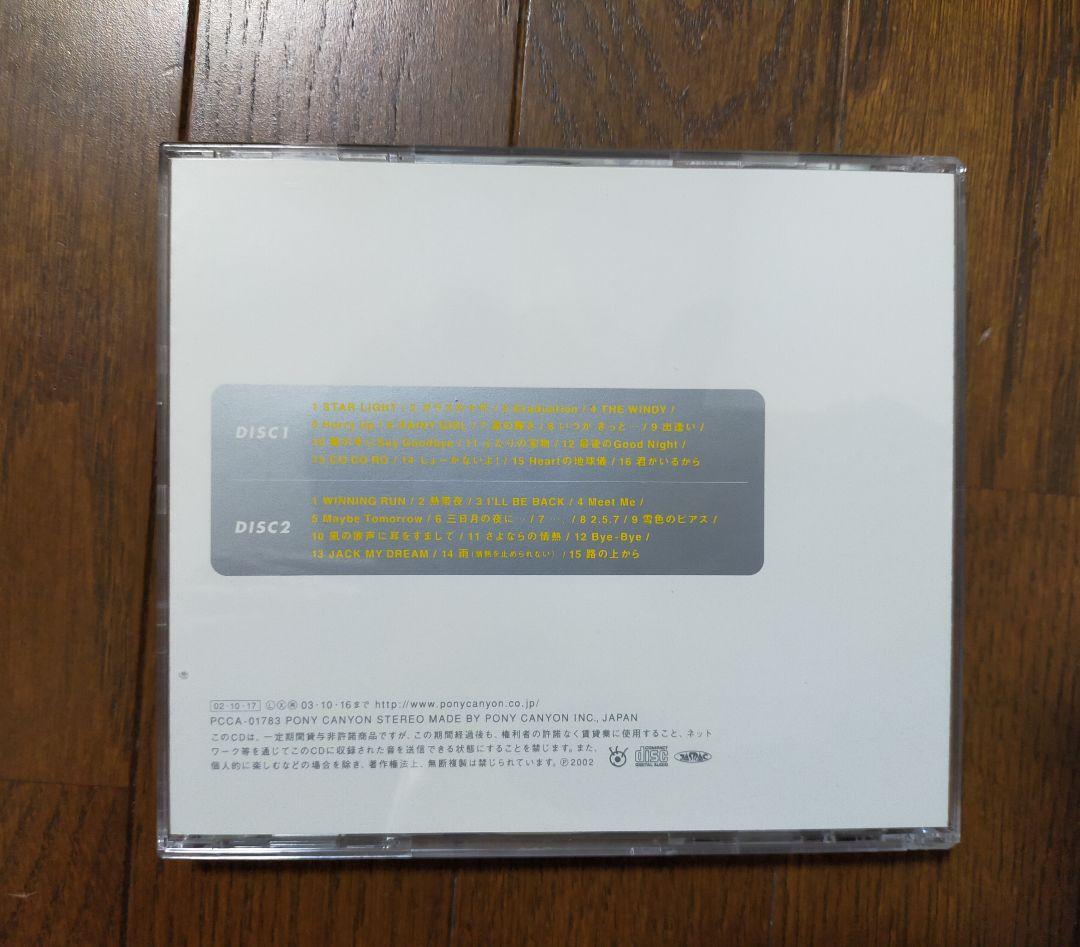 DISC1
1 STAR LIGHT / 2 ガラスの十代 / 3 Graduation / 4 THE WINDY /
5 Hurry Up / 6 RAINY GIRL / 7 涙の輝き / 8 いつか きっと… / 9 出逢い /
Say Goodbye / 11 ふたりの宝物 / 12 最後のGood Night /
13 CO·CO·RO / 14 しょーがないよ! / 15 Heartの地球儀 / 16 君がいるから
DISC2
1 WINNING RUN / 2 熱帯夜 / 3 I'LL BE BACK / 4 Meet Me /
5 Maybe Tomorrow / 6 三日月の夜に… / 7 … / 8 2.5.7 / 9 雪色のピアス /
10 風の歌声に耳をすまして / 11 さよならの情熱 / 12 Bye-Bye /
13 JACK MY DREAM / 14 雨(情熱を止められない) / 15 路の上から
02·10·17 Ⓛ Ⓧ 03·10·16まで http://www.ponycanyon.co.jp/
PCCA-01783 PONY CANYON STEREO MADE BY PONY CANYON INC., JAPAN
このCDは、一定期間貸与非許諾商品ですが、この期間経過後も、権利者の許諾なく賃貸業に使用すること、ネット
ワーク等を通じてこのCDに収録された音を送信できる状態にすることを禁じます。また、
個人的に楽しむなどの場合を除き、著作権法上、無断複製は禁じられています。Ⓟ2002
COMPACT
disc
DIGITAL AUDIO
JASRAC